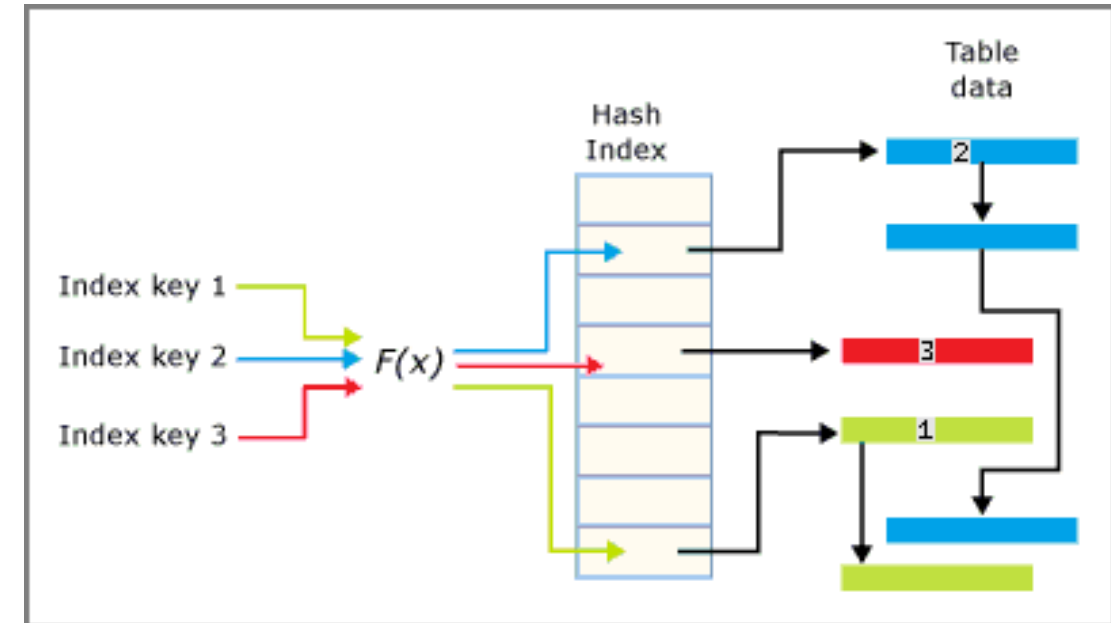 Table
data
Hash
Index
2
Index key 1
Index key 2
F(x)
3
Index key 3
1